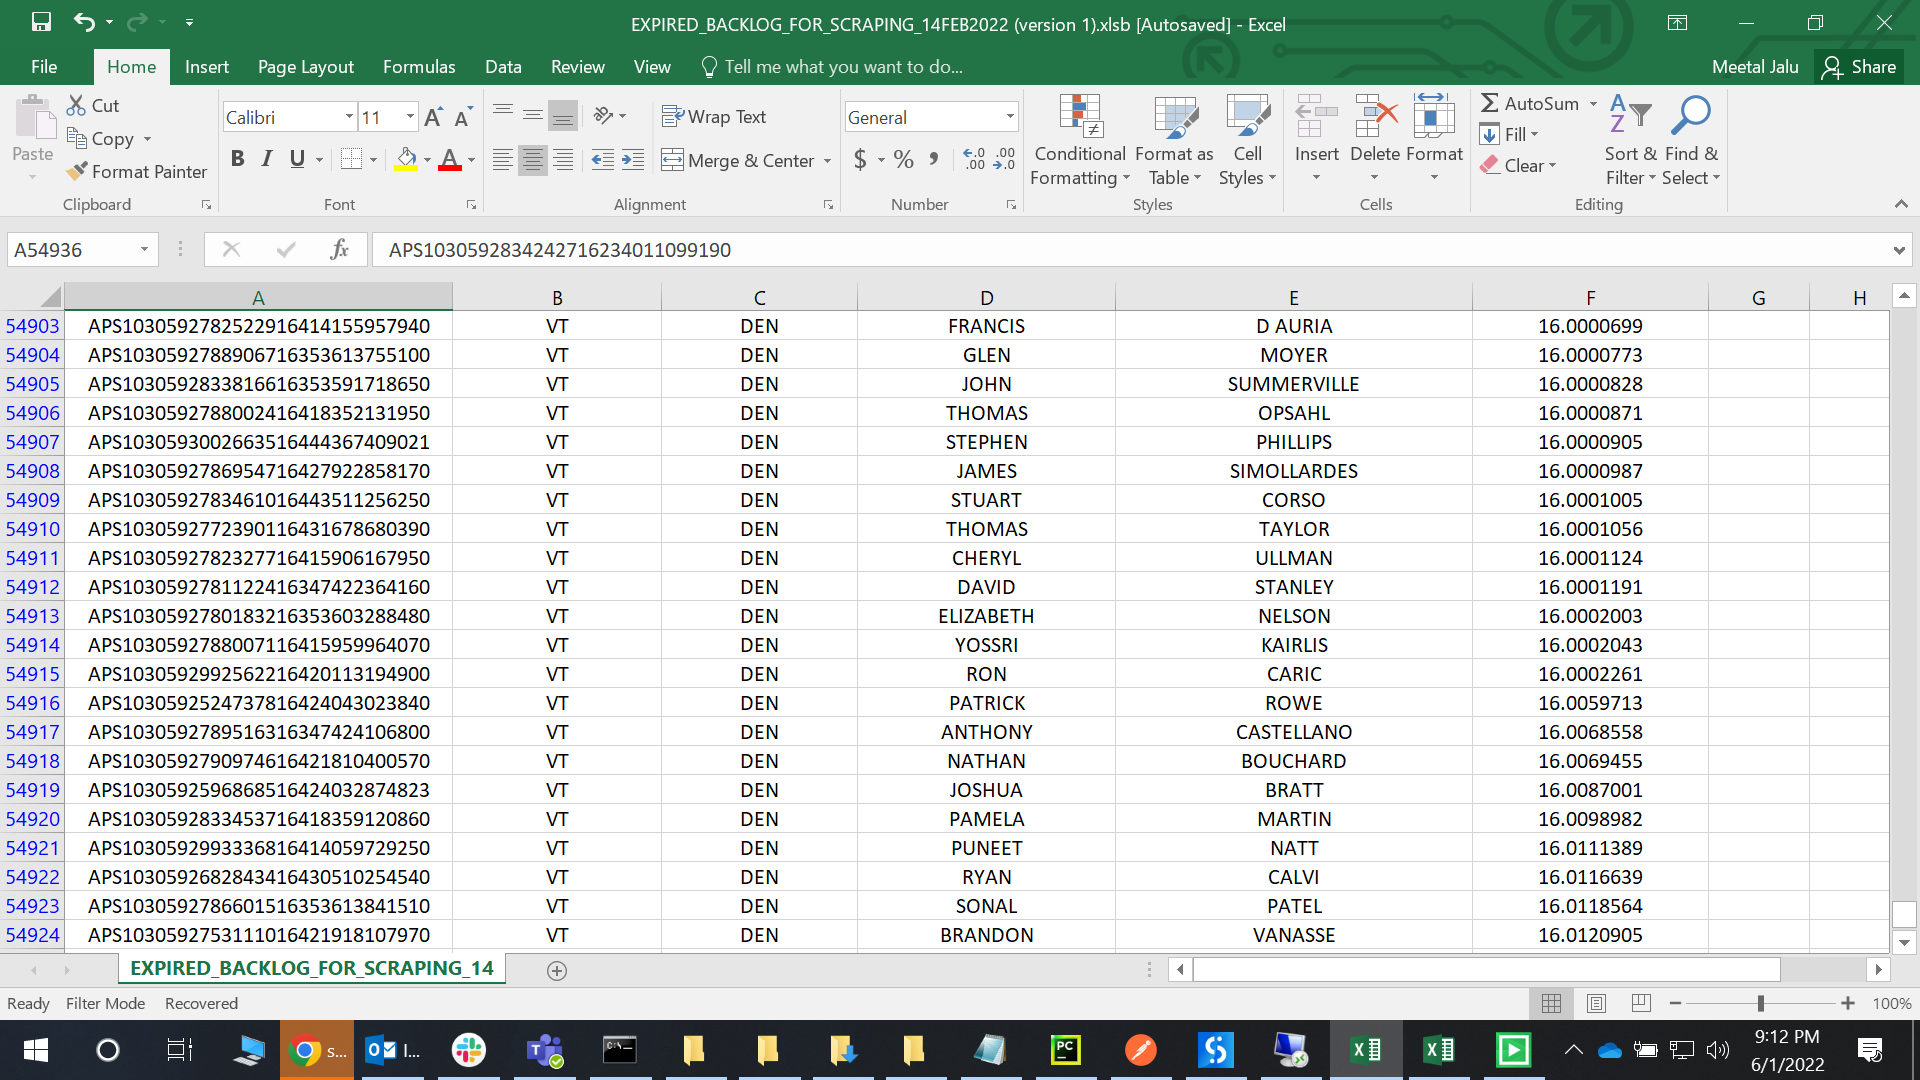 EXPIRED_BACKLOG_FOR_SCRAPING_14FEB2022 (version 1).xlsb [Autosaved] - Excel
File Home Insert Page Layout Formulas Data Review View Tell me what you want to do... Meetal Jalu Share
Paste Cut Copy Format Painter Clipboard
Calibri 11 A A B I U A Font
Wrap Text Merge & Center Alignment
General $ % , .0 .00 .00 .0 Number
Conditional Formatting Format as Table Cell Styles Styles
Insert Delete Format Cells
AutoSum Fill Clear Sort & Filter Find & Select Editing
A54936 fx APS10305928342427162340110​99190
A B C D E F G H
54903 APS1030592782522916414155957940 VT DEN FRANCIS D AURIA 16.0000699
54904 APS1030592788906716353613755100 VT DEN GLEN MOYER 16.0000773
54905 APS1030592833816616353591718650 VT DEN JOHN SUMMERVILLE 16.0000828
54906 APS1030592788002416418352131950 VT DEN THOMAS OPSAHL 16.0000871
54907 APS1030593002663516444367409021 VT DEN STEPHEN PHILLIPS 16.0000905
54908 APS1030592786954716427922858170 VT DEN JAMES SIMOLLARDES 16.0000987
54909 APS1030592783461016443511256250 VT DEN STUART CORSO 16.0001005
54910 APS1030592772390116431678680390 VT DEN THOMAS TAYLOR 16.0001056
54911 APS1030592782327716415906167950 VT DEN CHERYL ULLMAN 16.0001124
54912 APS1030592781122416347422364160 VT DEN DAVID STANLEY 16.0001191
54913 APS1030592780183216353603288480 VT DEN ELIZABETH NELSON 16.0002003
54914 APS1030592788007116415959964070 VT DEN YOSSRI KAIRLIS 16.0002043
54915 APS1030592992562216420113194900 VT DEN RON CARIC 16.0002261
54916 APS1030592524737816424043023840 VT DEN PATRICK ROWE 16.0059713
54917 APS1030592789516316347424106800 VT DEN ANTHONY CASTELLANO 16.0068558
54918 APS1030592790974616421810400570 VT DEN NATHAN BOUCHARD 16.0069455
54919 APS1030592596868516424032874823 VT DEN JOSHUA BRATT 16.0087001
54920 APS1030592833453716418359120860 VT DEN PAMELA MARTIN 16.0098982
54921 APS1030592993336816414059729250 VT DEN PUNEET NATT 16.0111389
54922 APS1030592682843416430510254540 VT DEN RYAN CALVI 16.0116639
54923 APS1030592786601516353613841510 VT DEN SONAL PATEL 16.0118564
54924 APS1030592753111016421918107970 VT DEN BRANDON VANASSE 16.0120905
EXPIRED_BACKLOG_FOR_SCRAPING_14
Ready Filter Mode Recovered 100%
s... I... 9:12 PM
6/1/2022